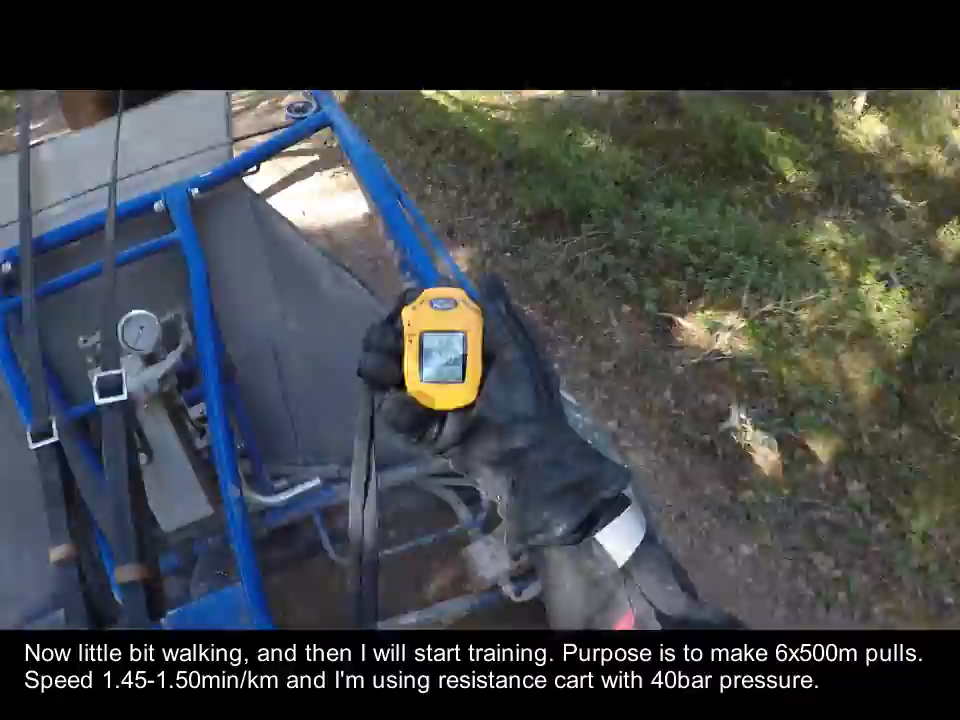 Now little bit walking, and then I will start training. Purpose is to make 6x500m pulls.
Speed 1.45-1.50min/km and I'm using resistance cart with 40bar pressure.